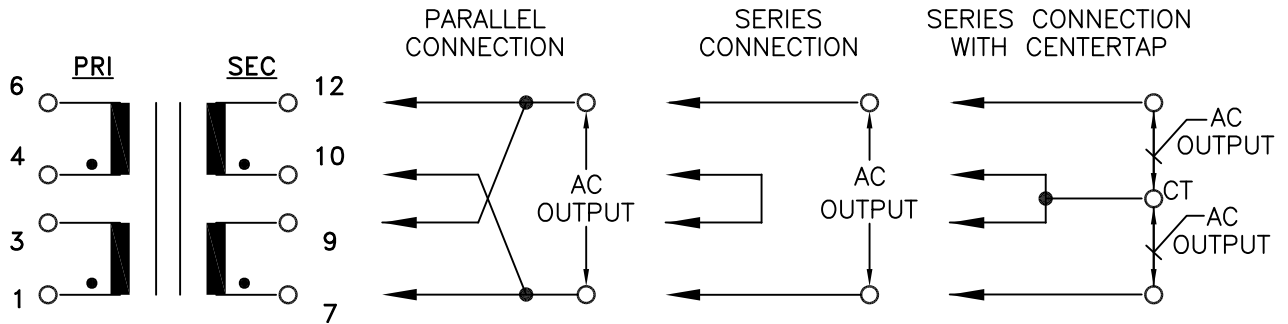 PARALLEL
CONNECTION
SERIES
CONNECTION
SERIES CONNECTION
WITH CENTERTAP
PRI
SEC
6
12
4
10
3
9
1
7
AC
OUTPUT
AC
OUTPUT
AC
OUTPUT
CT
AC
OUTPUT